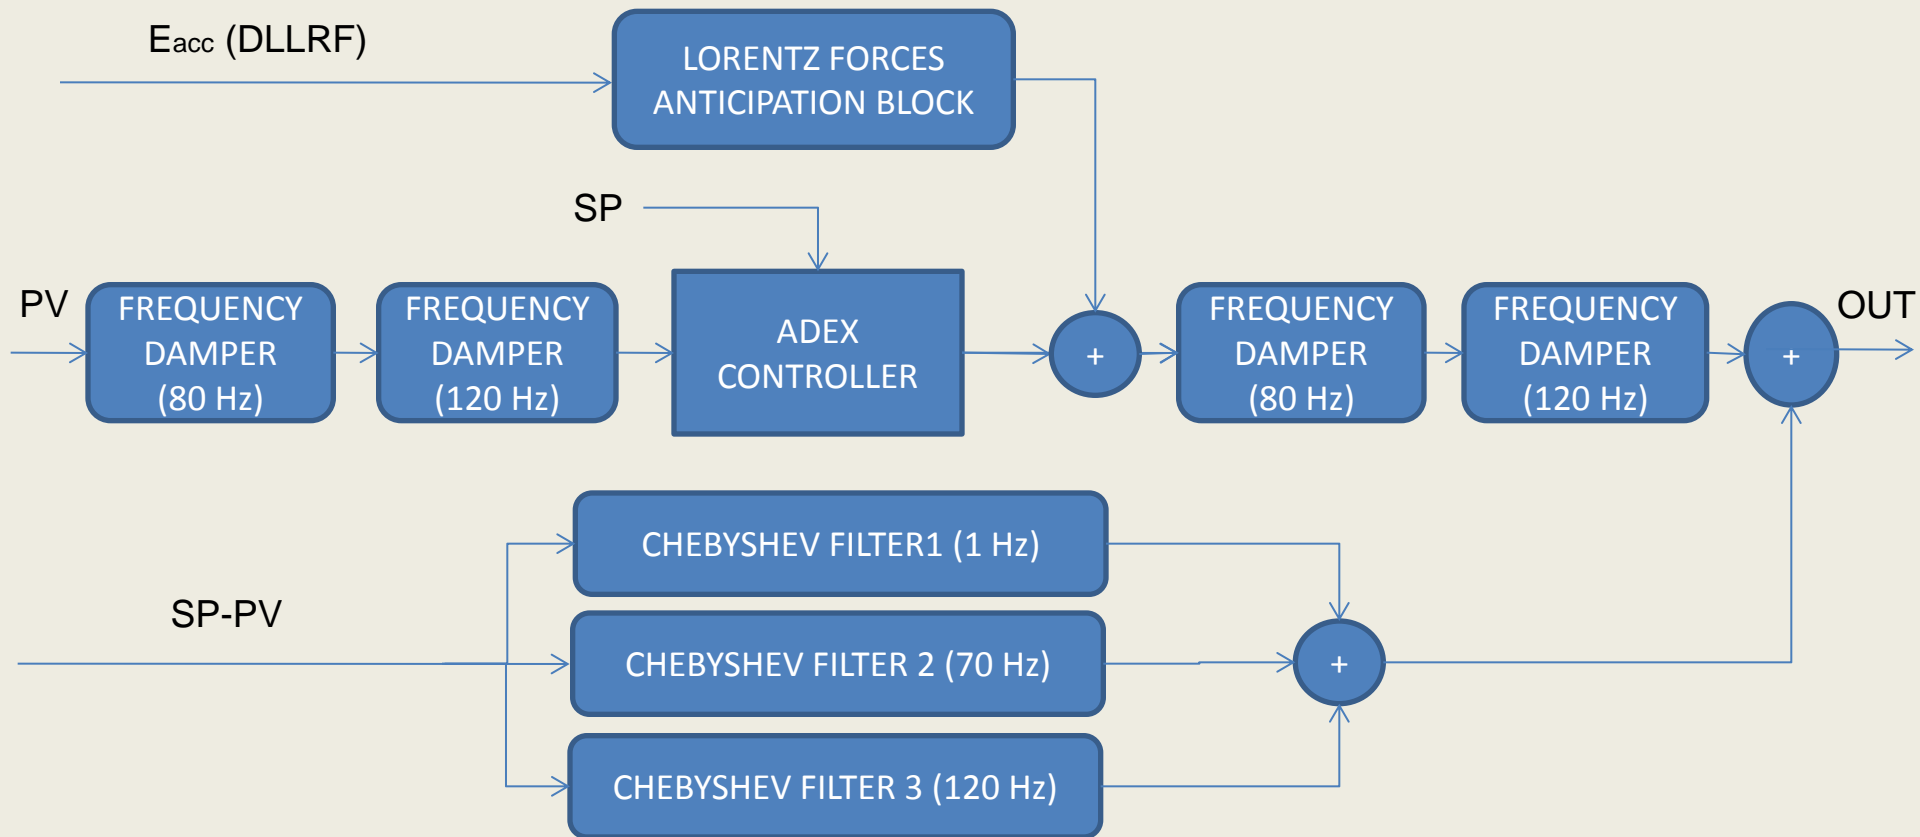 Eacc (DLLRF)
LORENTZ FORCES
ANTICIPATION BLOCK
SP
PV
FREQUENCY
DAMPER
(80 Hz)
FREQUENCY
DAMPER
(120 Hz)
ADEX
CONTROLLER
+
FREQUENCY
DAMPER
(80 Hz)
FREQUENCY
DAMPER
(120 Hz)
+
OUT
CHEBYSHEV FILTER1 (1 Hz)
SP-PV
CHEBYSHEV FILTER 2 (70 Hz)
+
CHEBYSHEV FILTER 3 (120 Hz)